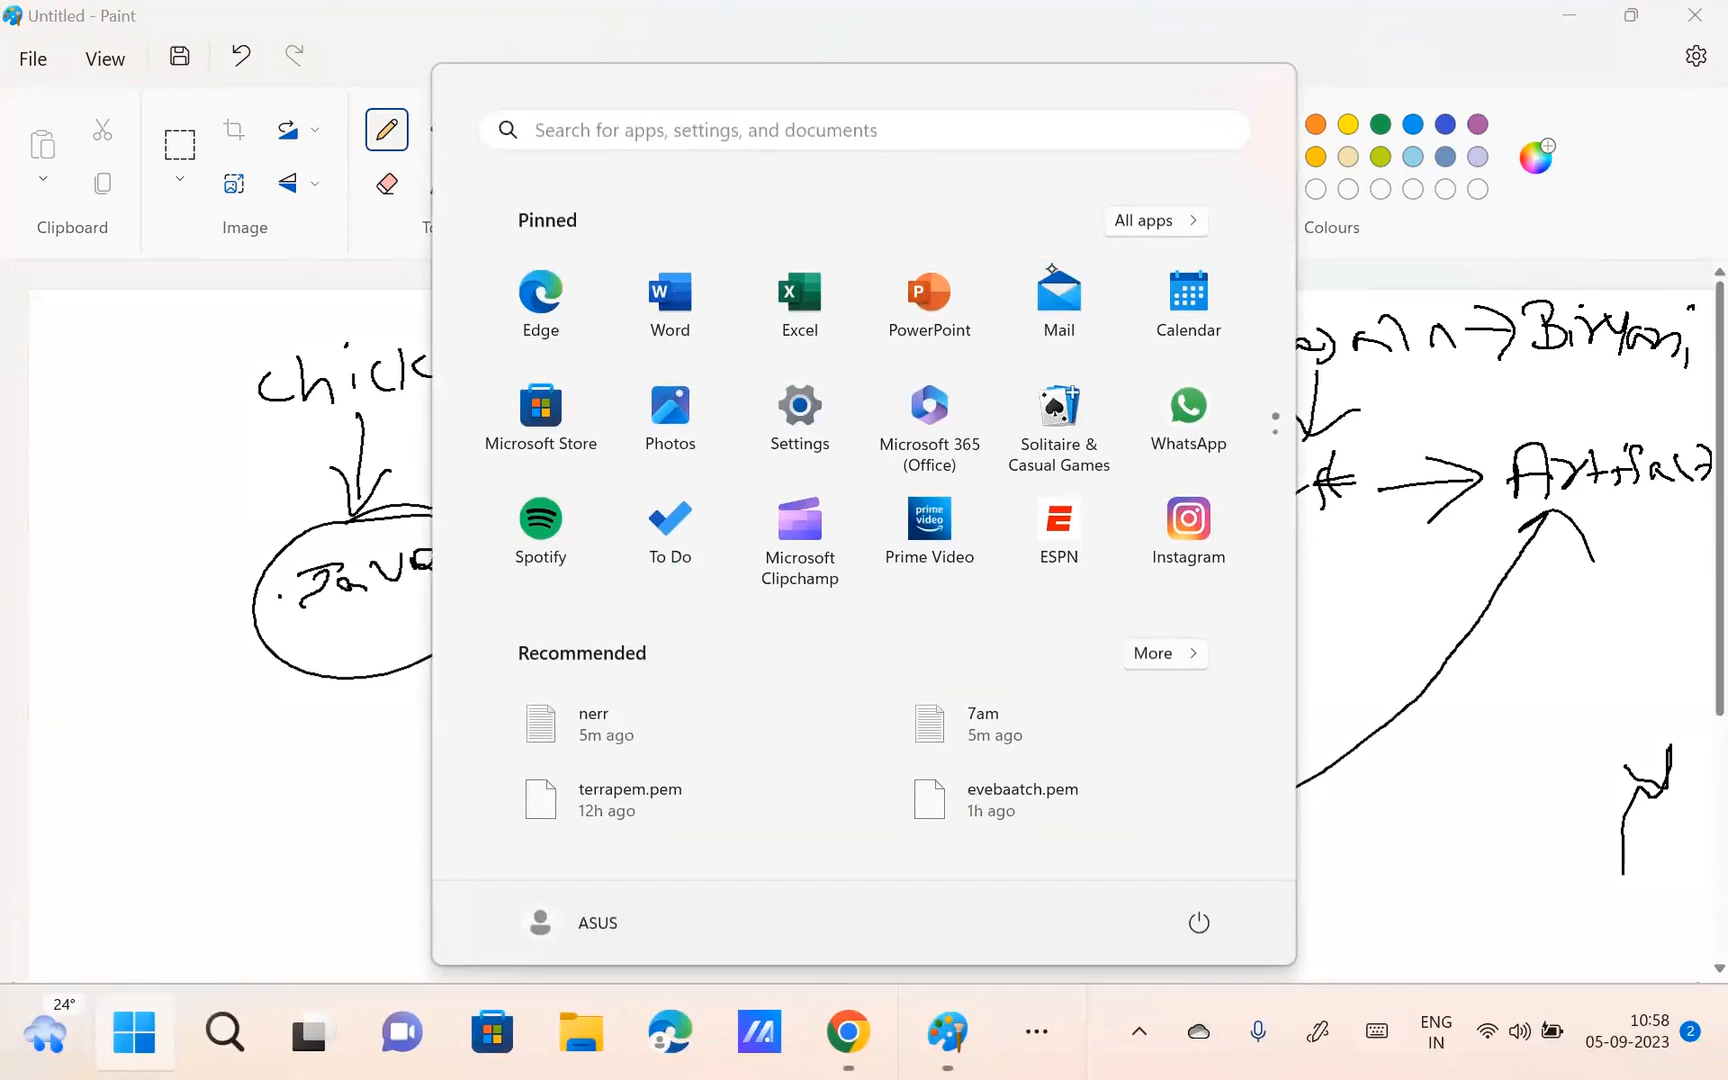 Untitled - Paint
File
View
Clipboard
Image
Colours
Search for apps, settings, and documents
Pinned
All apps
Edge
Word
Excel
PowerPoint
Mail
Calendar
Microsoft Store
Photos
Settings
Microsoft 365
(Office)
Solitaire &
Casual Games
WhatsApp
Spotify
To Do
Microsoft
Clipchamp
prime
video
Prime Video
ESPN
Instagram
Recommended
More
nerr
5m ago
7am
5m ago
terrapem.pem
12h ago
evebaatch.pem
1h ago
ASUS
chick
Biryani
Java
24°
ENG
IN
10:58
05-09-2023
2